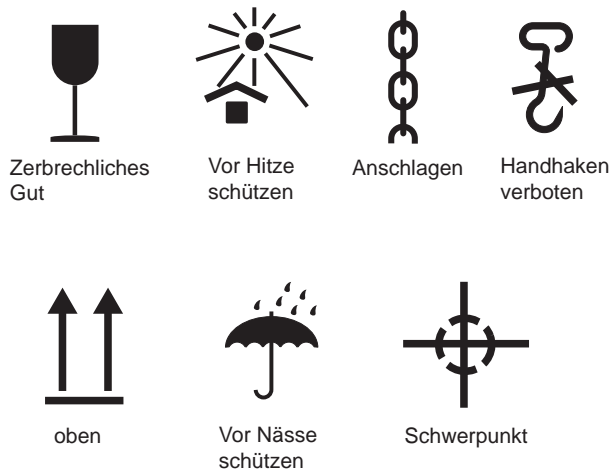 Zerbrechliches
Gut
Vor Hitze
schützen
Anschlagen
Handhaken
verboten
oben
Vor Nässe
schützen
Schwerpunkt